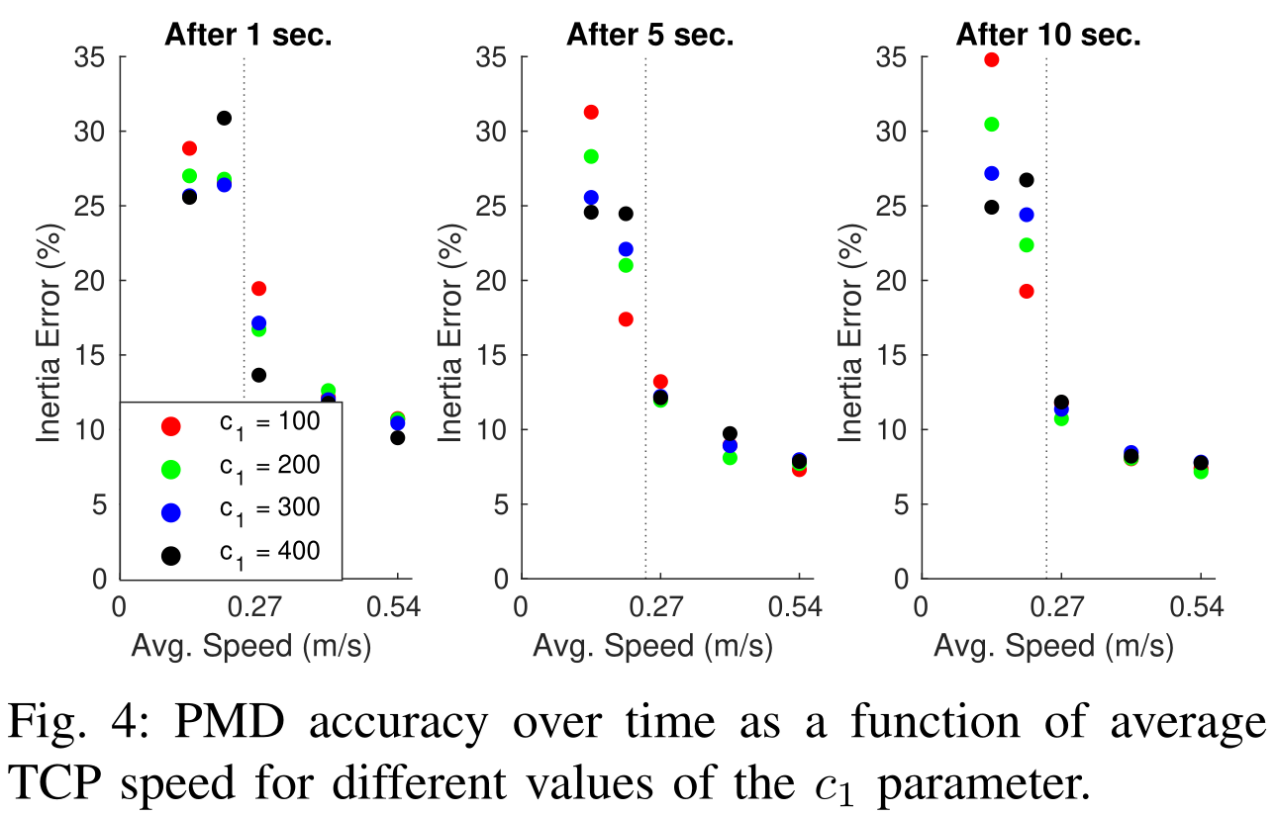 After 1 sec.
After 5 sec.
After 10 sec.
35
30
25
20
15
10
5
0
Inertia Error (%)
c1 = 100
c1 = 200
c1 = 300
c1 = 400
0
0.27
0.54
Avg. Speed (m/s)
35
30
25
20
15
10
5
0
Inertia Error (%)
0
0.27
0.54
Avg. Speed (m/s)
35
30
25
20
15
10
5
0
Inertia Error (%)
0
0.27
0.54
Avg. Speed (m/s)
Fig. 4: PMD accuracy over time as a function of average
TCP speed for different values of the c1 parameter.